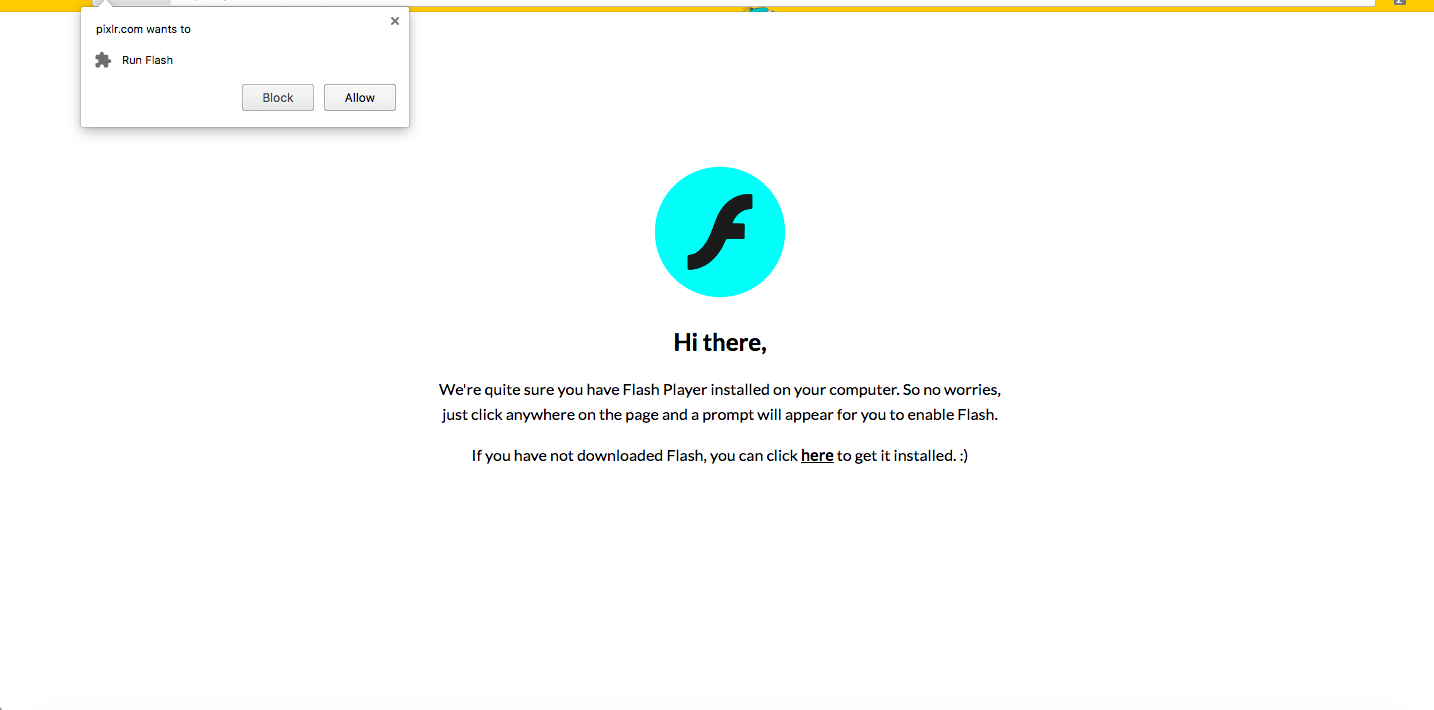 pixlr.com wants to
Run Flash
Block
Allow
Hi there,
We're quite sure you have Flash Player installed on your computer. So no worries,
just click anywhere on the page and a prompt will appear for you to enable Flash.
If you have not downloaded Flash, you can click here to get it installed. :)